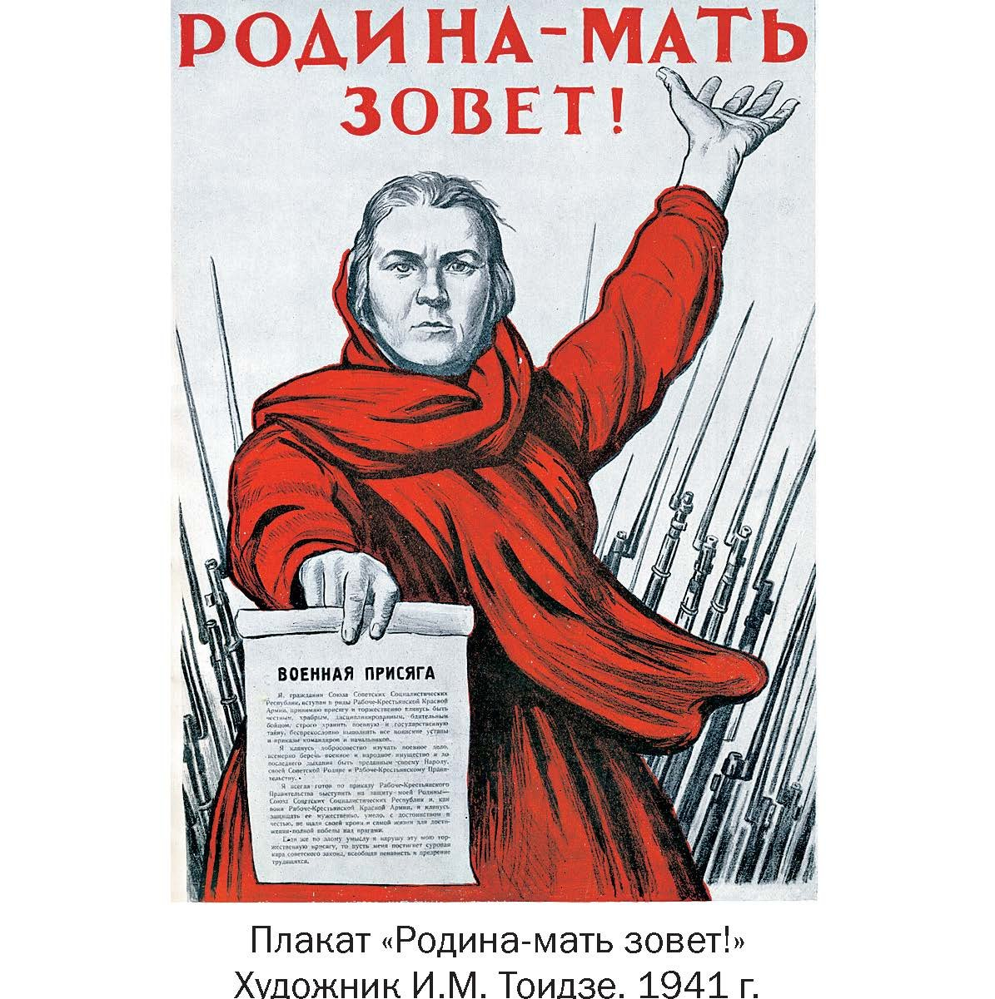 РОДИНА-МАТЬ
ЗОВЕТ!
ВОЕННАЯ ПРИСЯГА
Я, гражданин Союза Советских Социалистических
Республик, вступая в ряды Рабоче-Крестьянской Красной
Армии, принимаю присягу и торжественно клянусь быть
честным, храбрым, дисциплинированным, бдительным
бойцом, строго хранить военную и государственную
тайну, беспрекословно выполнять все воинские уставы
и приказы командиров и начальников.
Я клянусь добросовестно изучать военное дело,
всемерно беречь военное и народное имущество и до
последнего дыхания быть преданным своему Народу,
своей Советской Родине и Рабоче-Крестьянскому Прави-
тельству.
Я всегда готов по приказу Рабоче-Крестьянского
Правительства выступить на защиту моей Родины—
Союза Советских Социалистических Республик и, как
воин Рабоче-Крестьянской Красной Армии, я клянусь
защищать ее мужественно, умело, с достоинством и
честью, не щадя своей крови и самой жизни для дости-
жения полной победы над врагами.
Если же по злому умыслу я нарушу эту мою тор-
жественную присягу, то пусть меня постигнет суровая
кара советского закона, всеобщая ненависть и презрение
трудящихся.
Плакат «Родина-мать зовет!»
Художник И.М. Тоидзе. 1941 г.